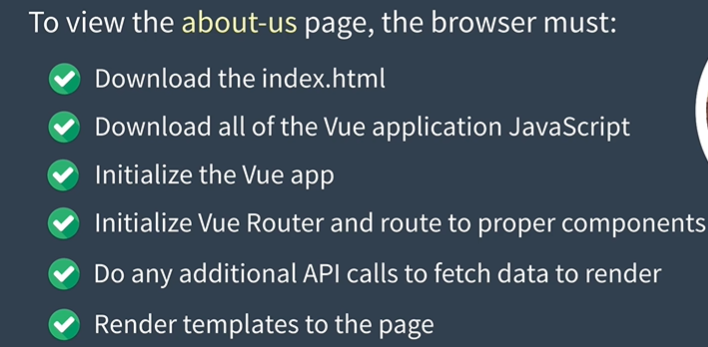 To view the about-us page, the browser must:
Download the index.html
Download all of the Vue application JavaScript
Initialize the Vue app
Initialize Vue Router and route to proper components
Do any additional API calls to fetch data to render
Render templates to the page